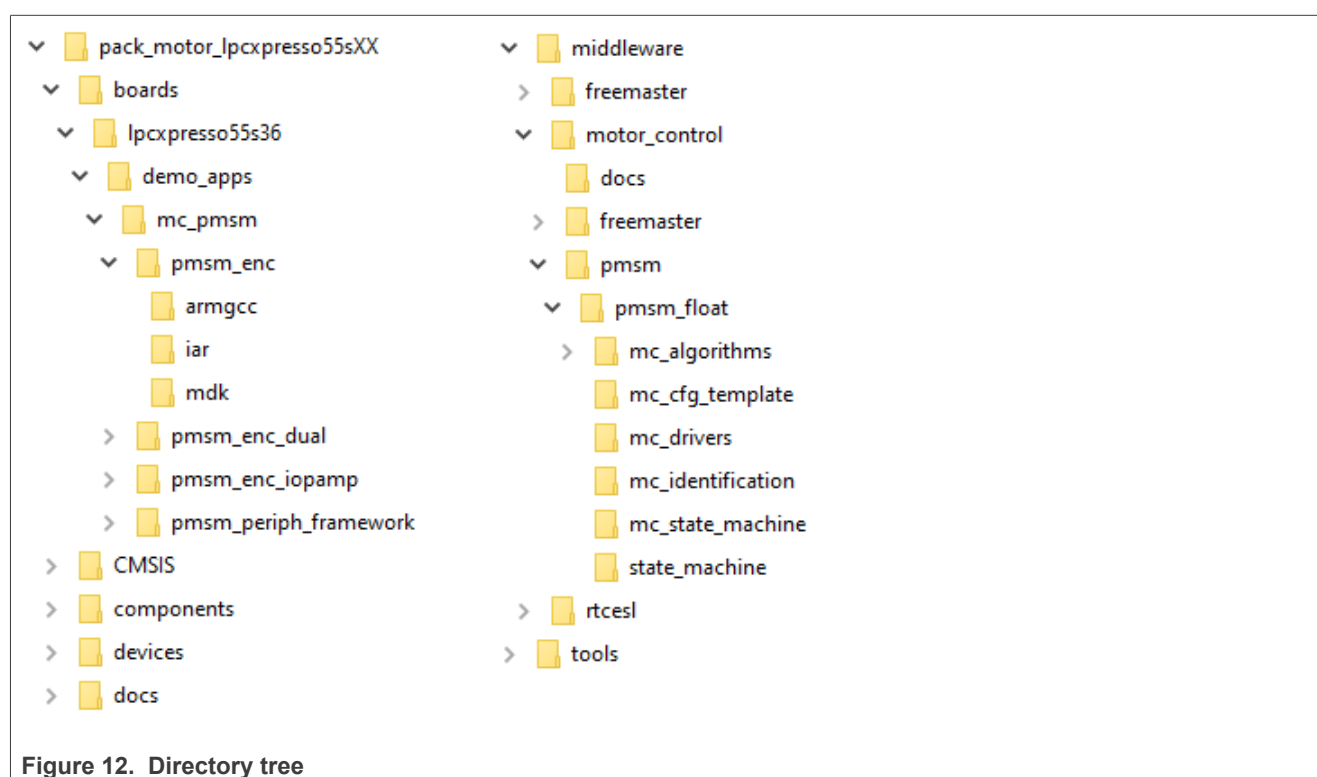 pack_motor_lpcxpresso55sXX
boards
lpcxpresso55s36
demo_apps
mc_pmsm
pmsm_enc
armgcc
iar
mdk
pmsm_enc_dual
pmsm_enc_iopamp
pmsm_periph_framework
CMSIS
components
devices
docs
middleware
freemaster
motor_control
docs
freemaster
pmsm
pmsm_float
mc_algorithms
mc_cfg_template
mc_drivers
mc_identification
mc_state_machine
state_machine
rtcesl
tools
Figure 12. Directory tree